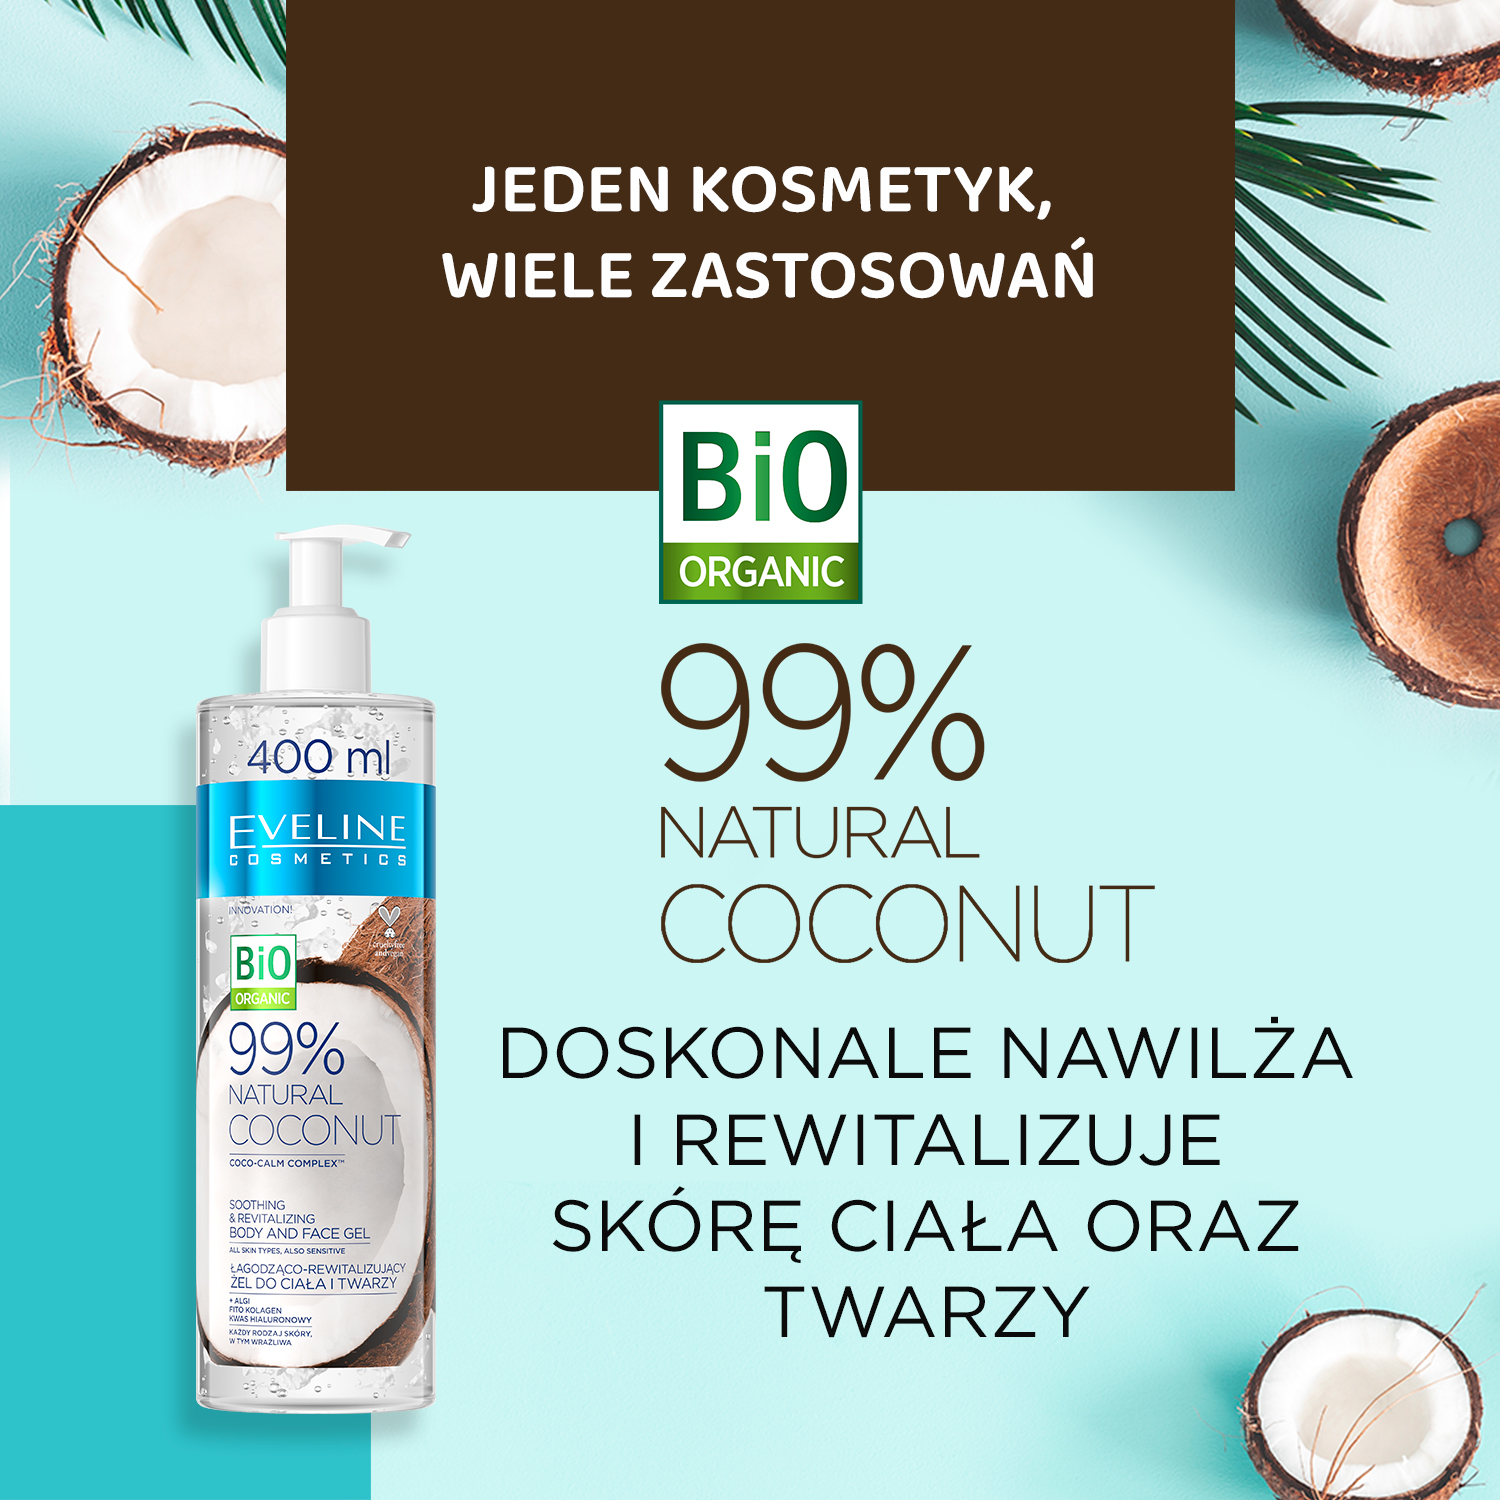 JEDEN KOSMETYK,
WIELE ZASTOSOWAŃ
BiO
ORGANIC
99%
NATURAL
COCONUT
DOSKONALE NAWILŻA
I REWITALIZUJE
SKÓRĘ CIAŁA ORAZ
TWARZY
400 ml
EVELINE
COSMETICS
INNOVATION!
crueltyfree
andvegan
BiO
ORGANIC
99%
NATURAL
COCONUT
COCO-CALM COMPLEX™
SOOTHING
& REVITALIZING
BODY AND FACE GEL
ALL SKIN TYPES, ALSO SENSITIVE
ŁAGODZĄCO-REWITALIZUJĄCY
ŻEL DO CIAŁA I TWARZY
+ ALGI
FITO KOLAGEN
KWAS HIALURONOWY
KAŻDY RODZAJ SKÓRY,
W TYM WRAŻLIWA